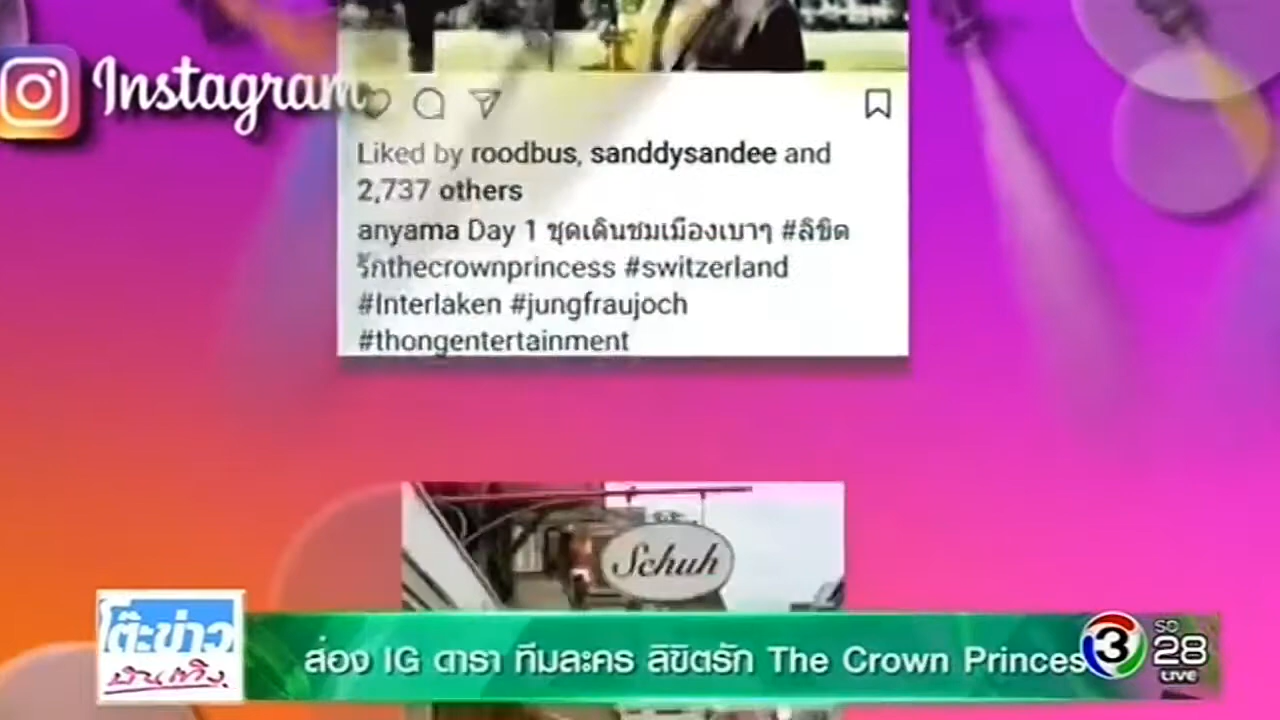 Instagram
Liked by roodbus, sanddysandee and
2,737 others
anyama Day 1 ชุดเดินชมเมืองเบาๆ #ลิขิต
รักthecrownprincess #switzerland
#Interlaken #jungfraujoch
#thongentertainment
Schuh
โต๊ะข่าว
บันเทิง
ส่อง IG ดารา ทีมละคร ลิขิตรัก The Crown Princes
3
28
LIVE